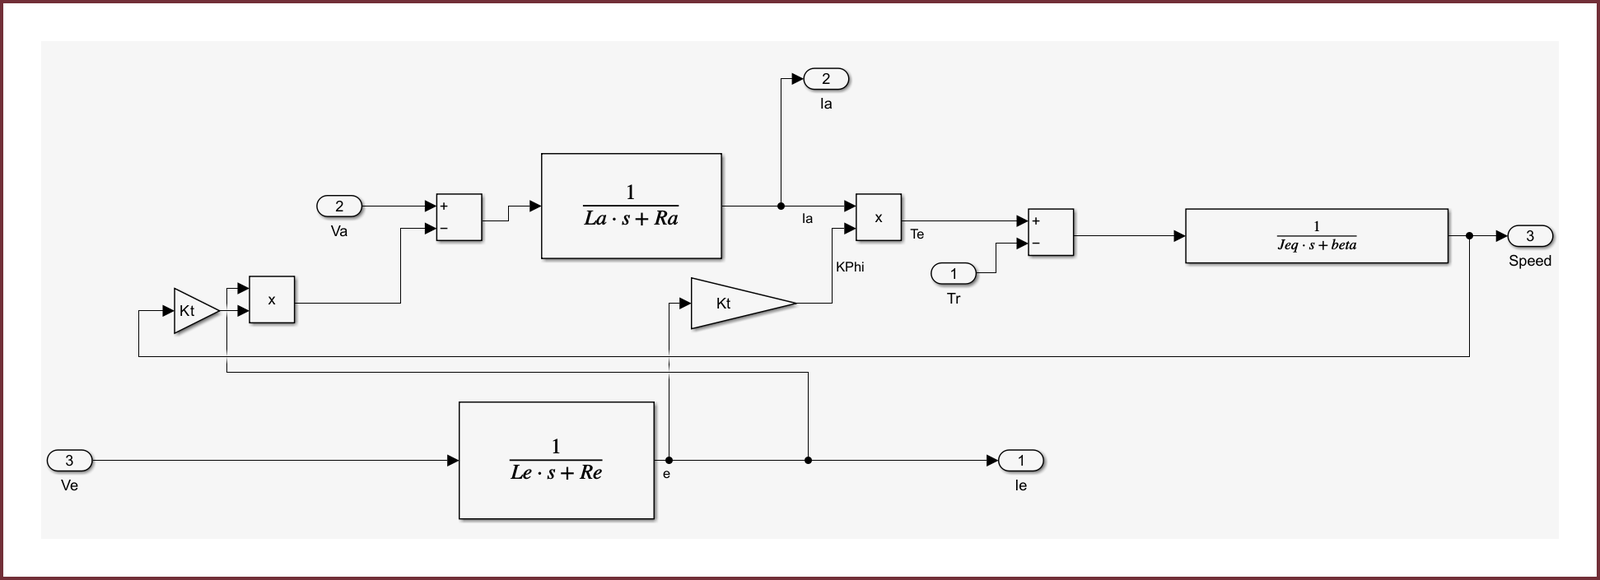 2
Ia
1
La · s + Ra
2
Va
+
−
Ia
x
Te
+
−
1
Jeq · s + beta
3
Speed
KPhi
1
Tr
Kt
x
Kt
3
Ve
1
Le · s + Re
e
1
Ie